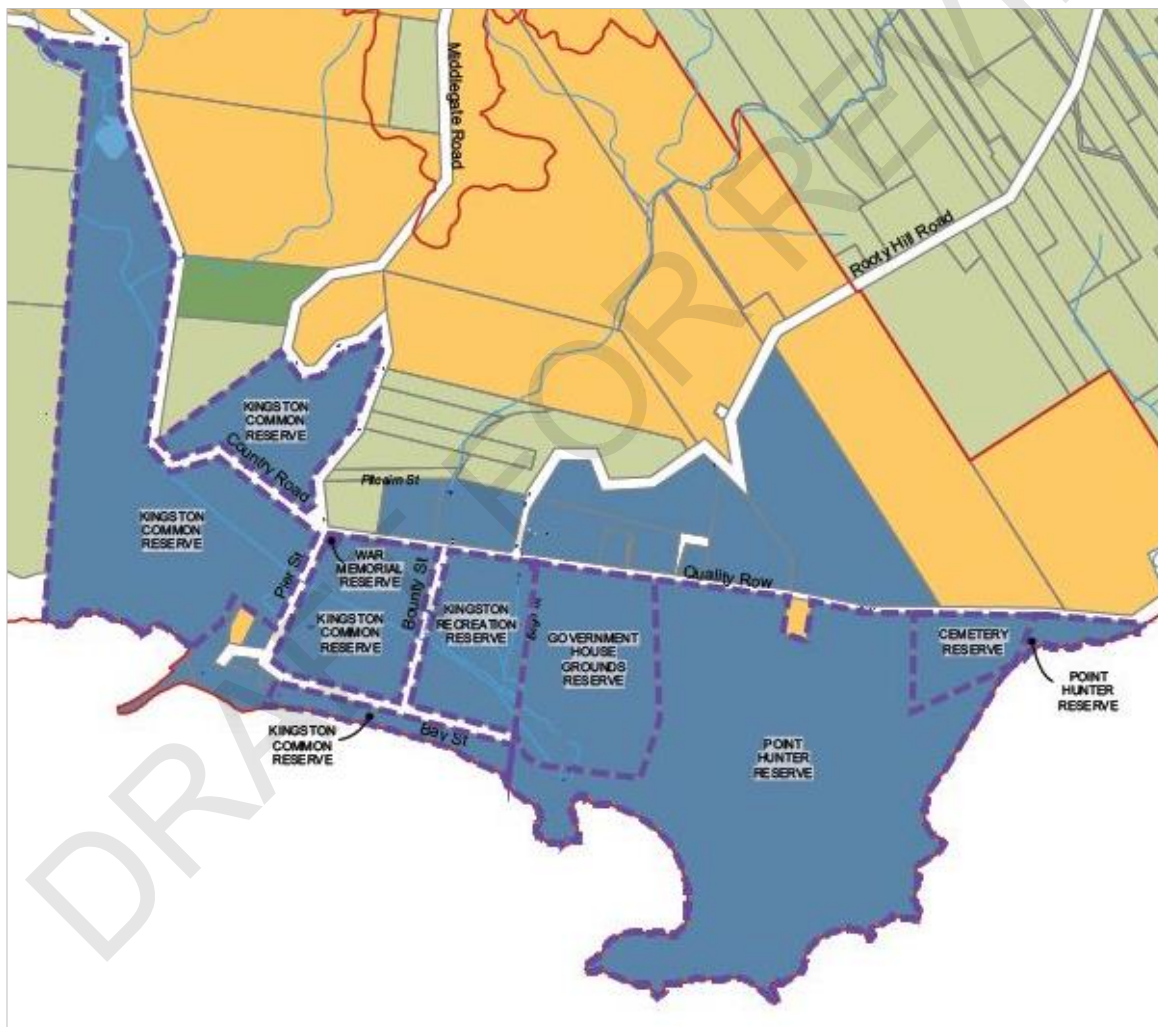 Middlegate Road
Rooty Hill Road
KINGSTON
COMMON
RESERVE
Country Road
Pitcairn St
KINGSTON
COMMON
RESERVE
WAR
MEMORIAL
RESERVE
Pier St
Bounty St
Quality Row
KINGSTON
COMMON
RESERVE
KINGSTON
RECREATION
RESERVE
GOVERNMENT
HOUSE
GROUNDS
RESERVE
CEMETERY
RESERVE
POINT
HUNTER
RESERVE
KINGSTON
COMMON
RESERVE
Bay St
POINT
HUNTER
RESERVE
DRAFT FOR REV